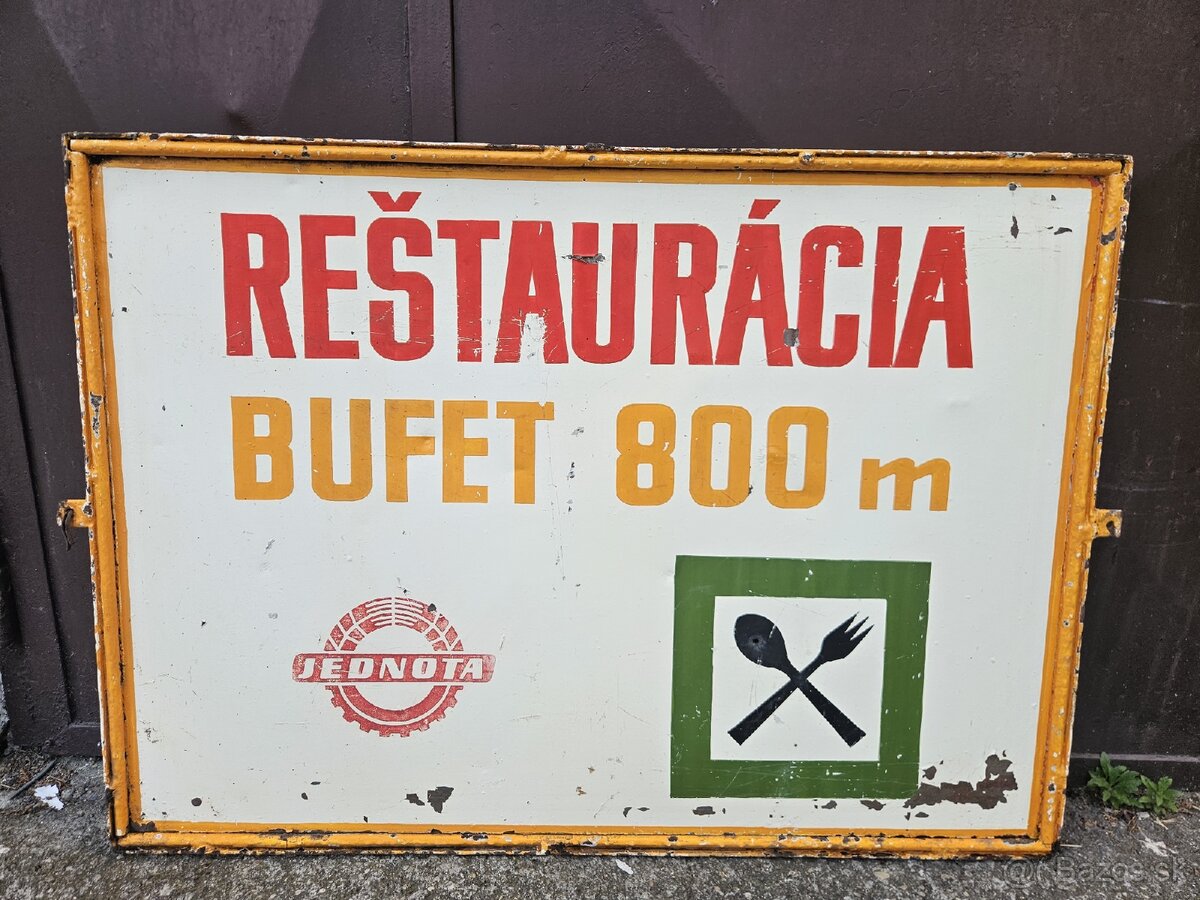 REŠTAURÁCIA
BUFET 800 m
JEDNOTA